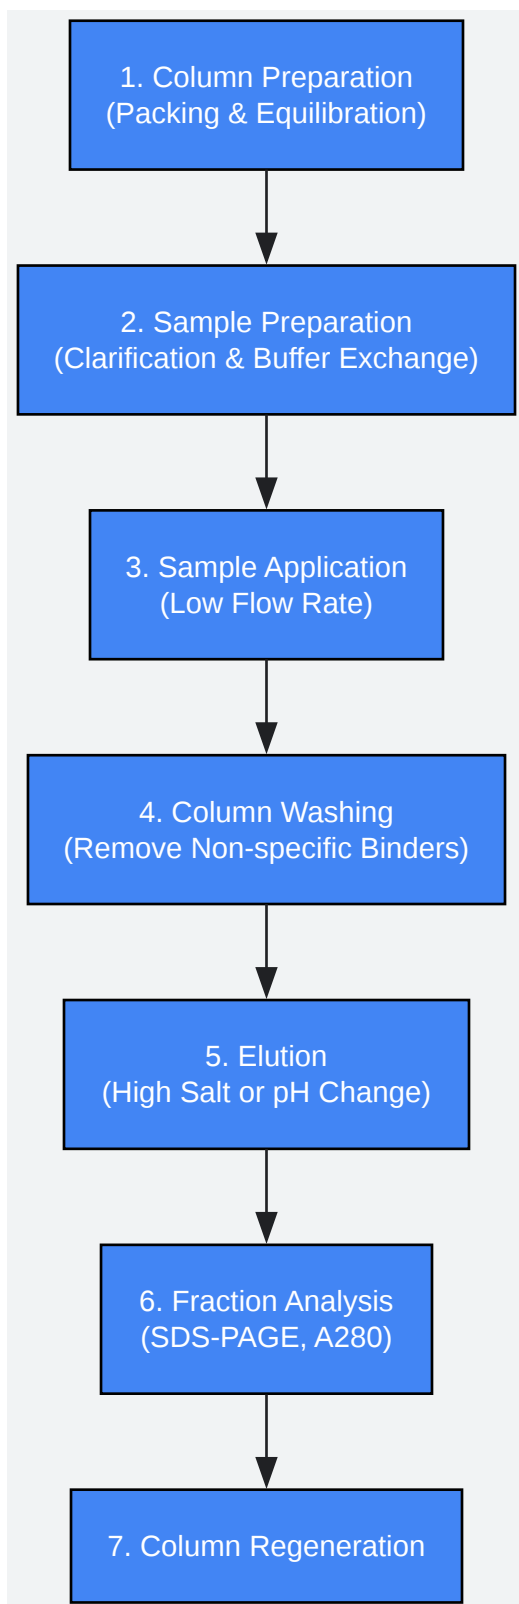 1. Column Preparation
(Packing & Equilibration)
2. Sample Preparation
(Clarification & Buffer Exchange)
3. Sample Application
(Low Flow Rate)
4. Column Washing
(Remove Non-specific Binders)
5. Elution
(High Salt or pH Change)
6. Fraction Analysis
(SDS-PAGE, A280)
7. Column Regeneration